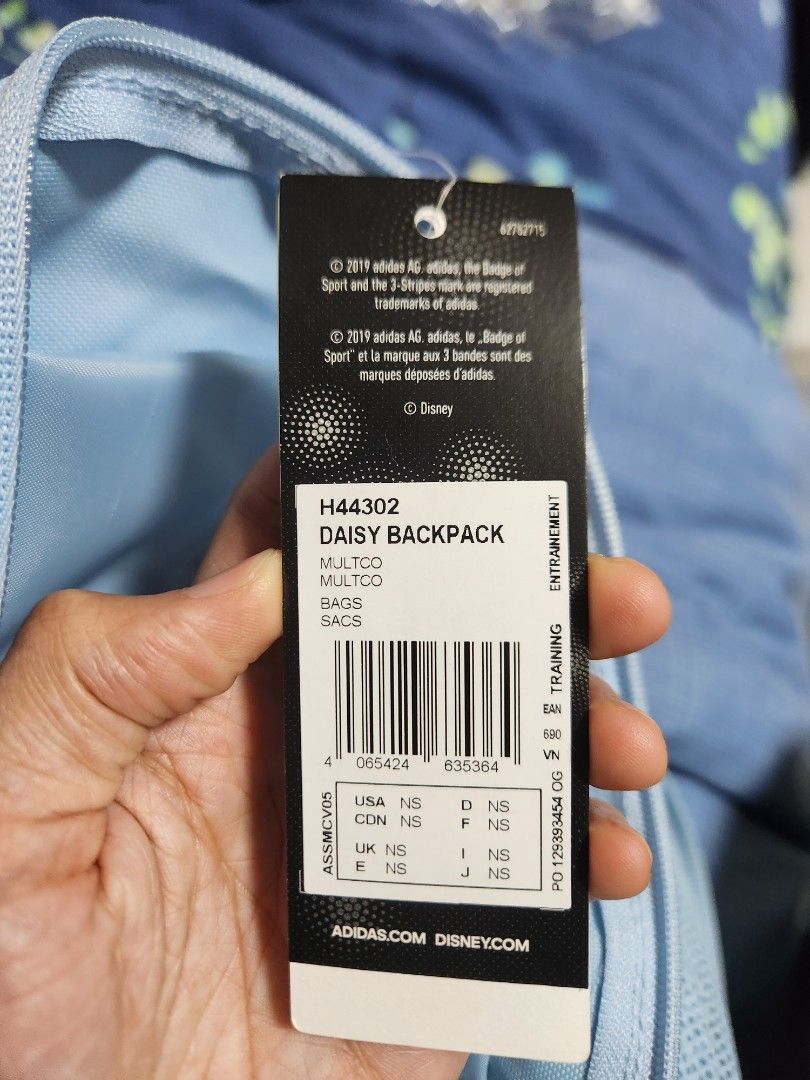 62762715
© 2019 adidas AG. adidas, the Badge of
Sport and the 3-Stripes mark are registered
trademarks of adidas.
© 2019 adidas AG. adidas, le „Badge of
Sport" et la marque aux 3 bandes sont des
marques déposées d'adidas.
© Disney
H44302
DAISY BACKPACK
MULTCO
MULTCO
BAGS
SACS
TRAINING ENTRAINEMENT
4 065424 635364
EAN
690
VN
PO 129393454 OG
ASSMCV05
USA NS D NS
CDN NS F NS
UK NS I NS
E NS J NS
ADIDAS.COM DISNEY.COM